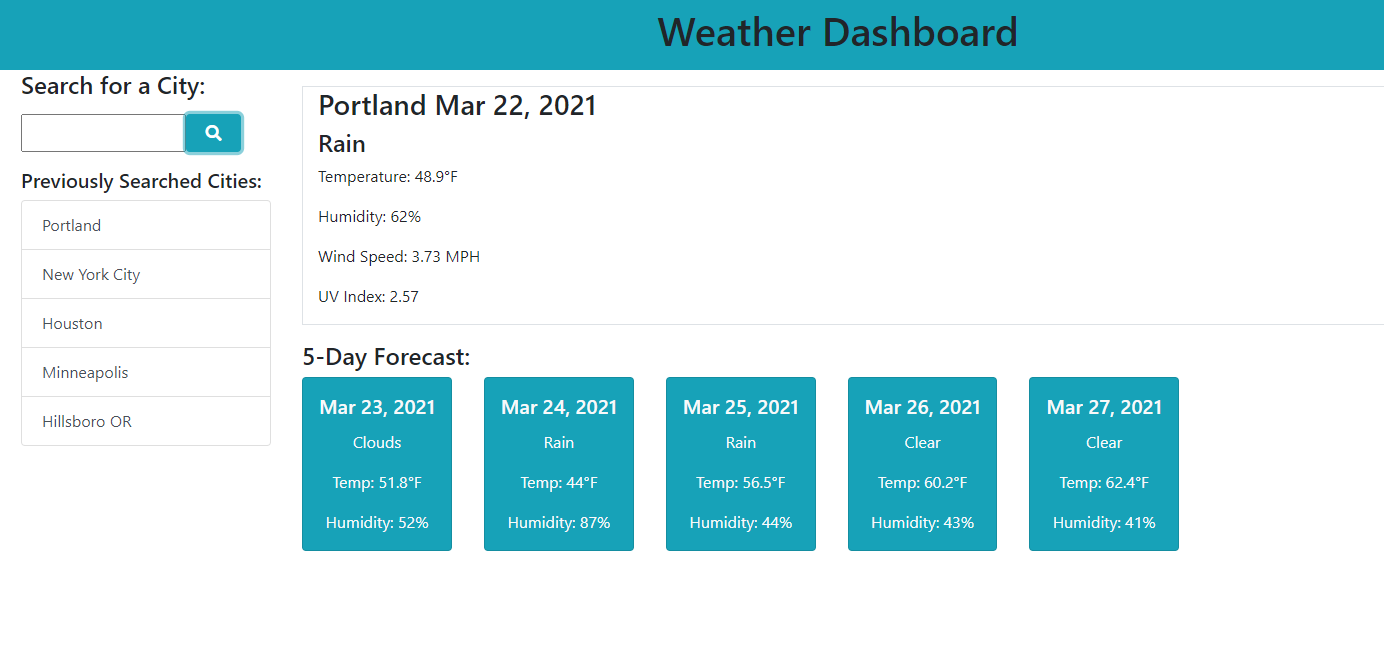 Weather Dashboard
Search for a City:
Previously Searched Cities:
Portland
New York City
Houston
Minneapolis
Hillsboro OR
Portland Mar 22, 2021
Rain
Temperature: 48.9°F
Humidity: 62%
Wind Speed: 3.73 MPH
UV Index: 2.57
5-Day Forecast:
Mar 23, 2021
Clouds
Temp: 51.8°F
Humidity: 52%
Mar 24, 2021
Rain
Temp: 44°F
Humidity: 87%
Mar 25, 2021
Rain
Temp: 56.5°F
Humidity: 44%
Mar 26, 2021
Clear
Temp: 60.2°F
Humidity: 43%
Mar 27, 2021
Clear
Temp: 62.4°F
Humidity: 41%